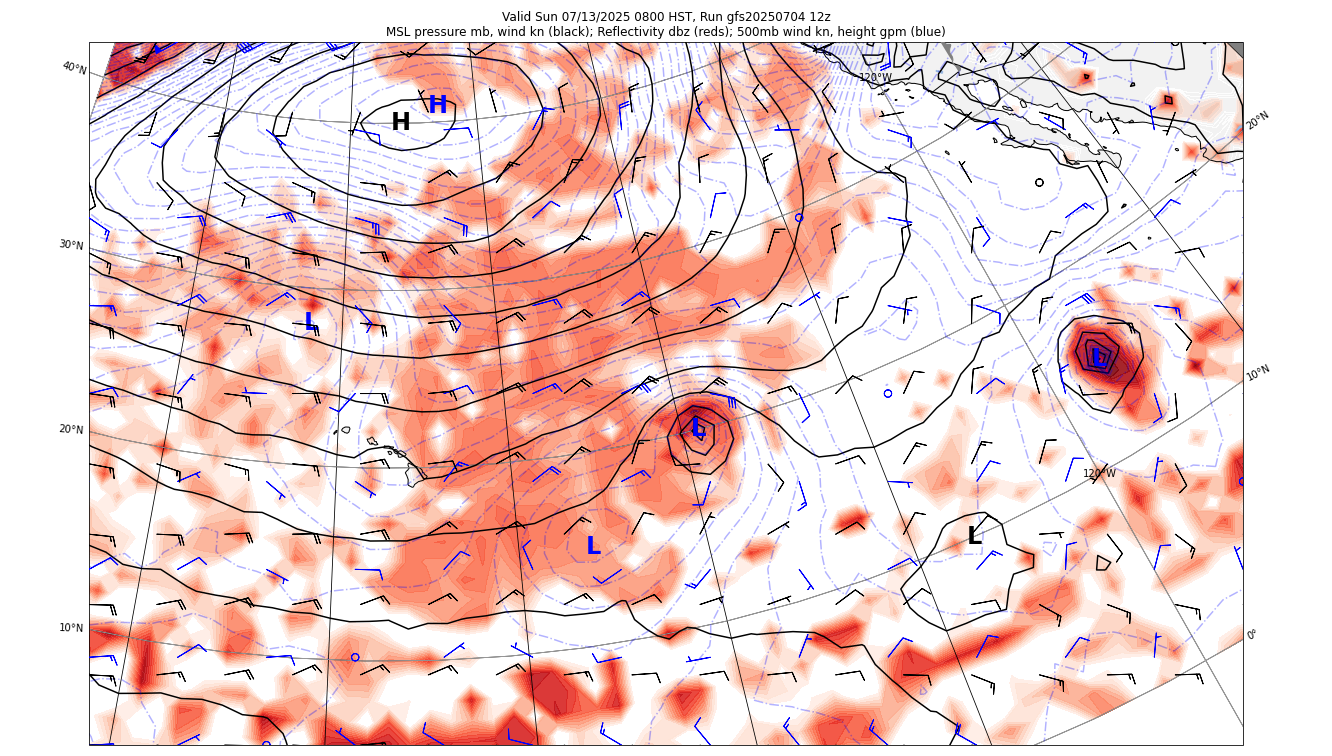 Valid Sun 07/13/2025 0800 HST, Run gfs20250704 12z
MSL pressure mb, wind kn (black); Reflectivity dbz (reds); 500mb wind kn, height gpm (blue)
40°N
120°W
H
H
20°N
30°N
L
L
10°N
20°N
L
120°W
L
L
10°N
0°